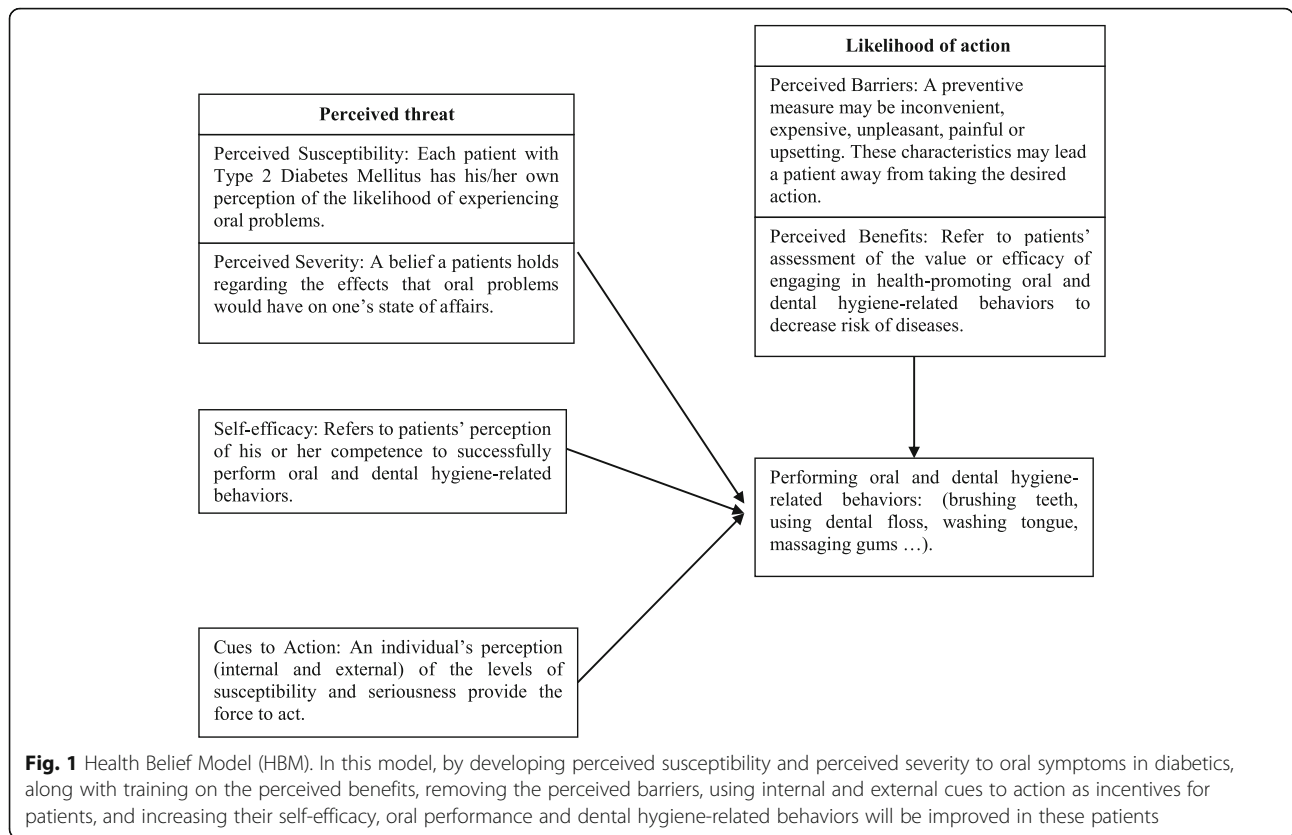 Perceived threat
Perceived Susceptibility: Each patient with
Type 2 Diabetes Mellitus has his/her own
perception of the likelihood of experiencing
oral problems.
Perceived Severity: A belief a patients holds
regarding the effects that oral problems
would have on one's state of affairs.
Likelihood of action
Perceived Barriers: A preventive
measure may be inconvenient,
expensive, unpleasant, painful or
upsetting. These characteristics may lead
a patient away from taking the desired
action.
Perceived Benefits: Refer to patients'
assessment of the value or efficacy of
engaging in health-promoting oral and
dental hygiene-related behaviors to
decrease risk of diseases.
Self-efficacy: Refers to patients' perception
of his or her competence to successfully
perform oral and dental hygiene-related
behaviors.
Performing oral and dental hygiene-
related behaviors: (brushing teeth,
using dental floss, washing tongue,
massaging gums …).
Cues to Action: An individual's perception
(internal and external) of the levels of
susceptibility and seriousness provide the
force to act.
Fig. 1 Health Belief Model (HBM). In this model, by developing perceived susceptibility and perceived severity to oral symptoms in diabetics,
along with training on the perceived benefits, removing the perceived barriers, using internal and external cues to action as incentives for
patients, and increasing their self-efficacy, oral performance and dental hygiene-related behaviors will be improved in these patients